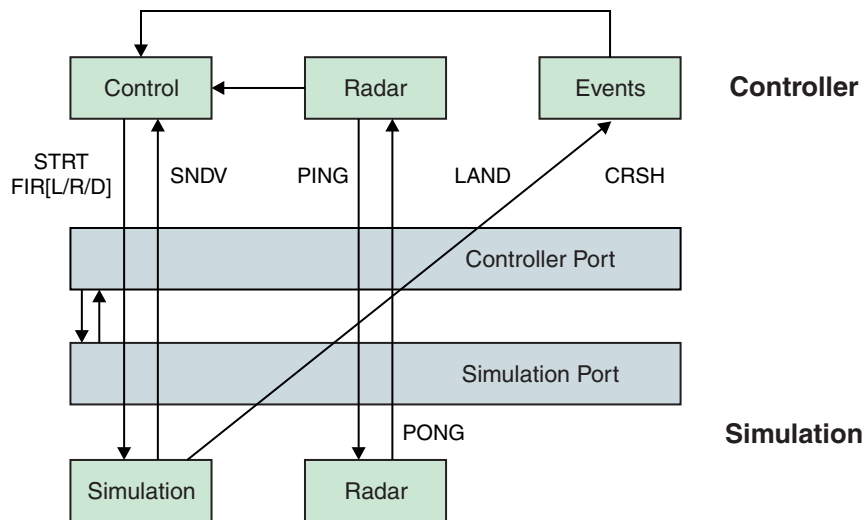 Control
Radar
Events
Controller
STRT
FIR[L/R/D]
SNDV
PING
LAND
CRSH
Controller Port
Simulation Port
PONG
Simulation
Simulation
Radar